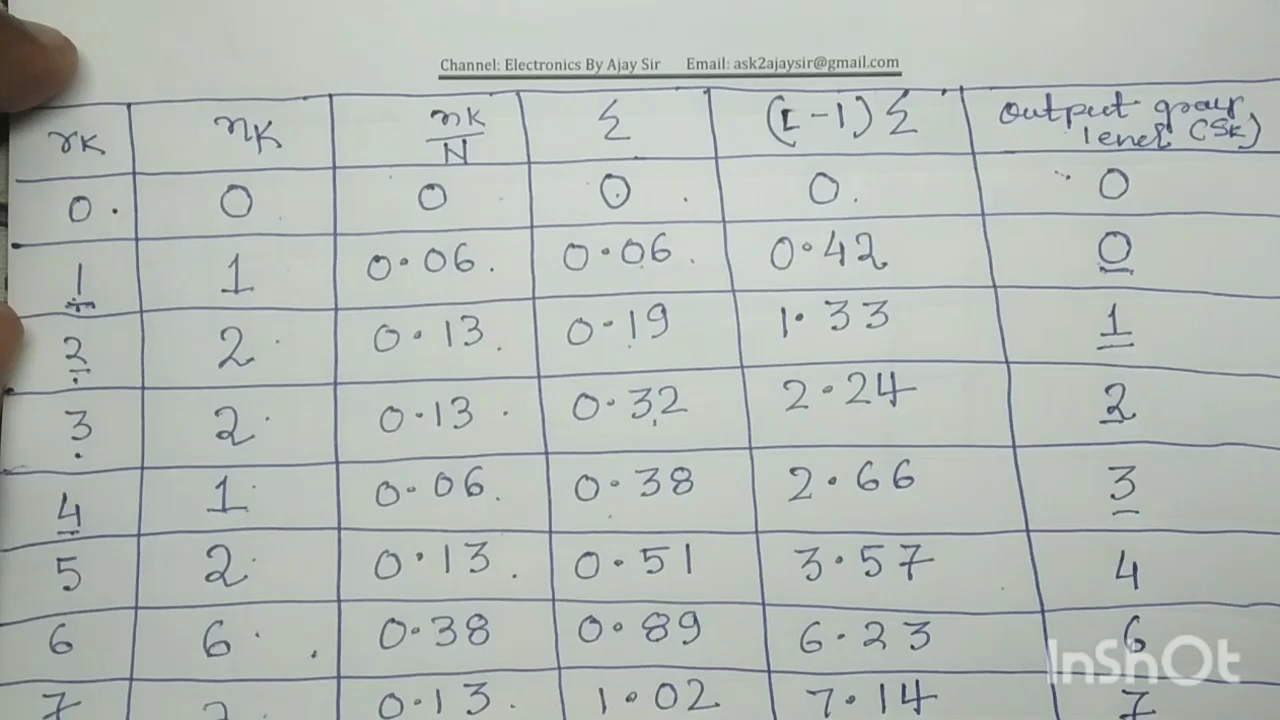 Channel: Electronics By Ajay Sir Email: ask2ajaysir@gmail.com
rK nK nK/N Σ (L-1) Σ Output gray level (SK)
0 0 0 0 0 0
1 1 0.06 0.06 0.42 0
2 2 0.13 0.19 1.33 1
3 2 0.13 0.32 2.24 2
4 1 0.06 0.38 2.66 3
5 2 0.13 0.51 3.57 4
6 6 0.38 0.89 6.23 6
7 2 0.13 1.02 7.14 7
InShOt